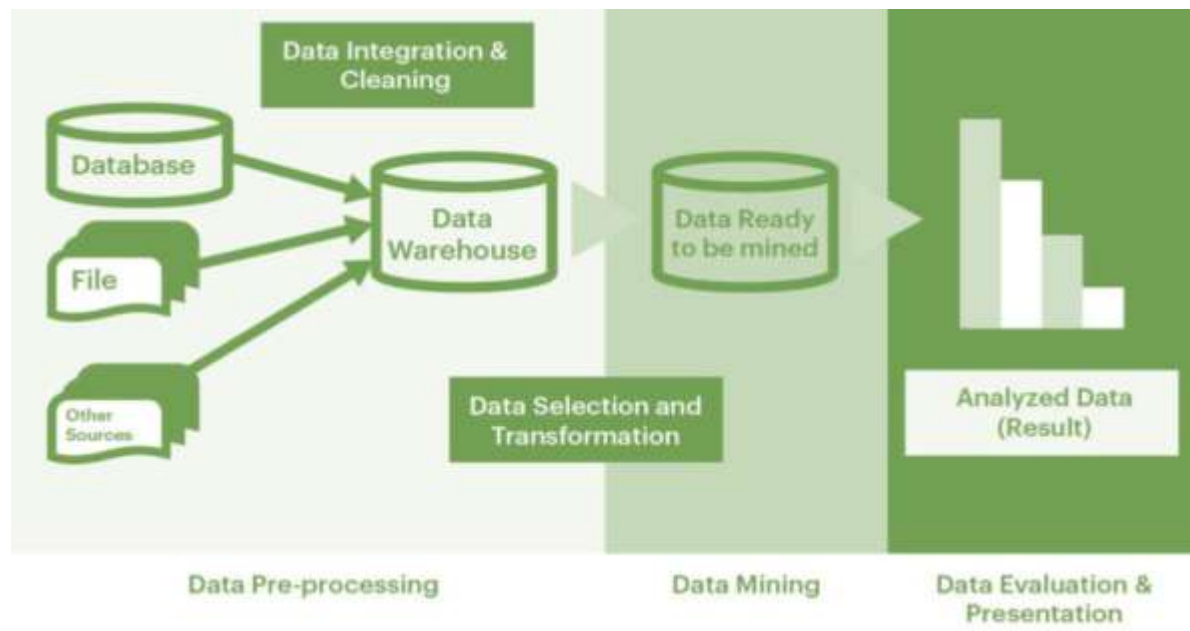 Data Integration &
Cleaning
Database
File
Other
Sources
Data
Warehouse
Data Ready
to be mined
Data Selection and
Transformation
Analyzed Data
(Result)
Data Pre-processing
Data Mining
Data Evaluation &
Presentation